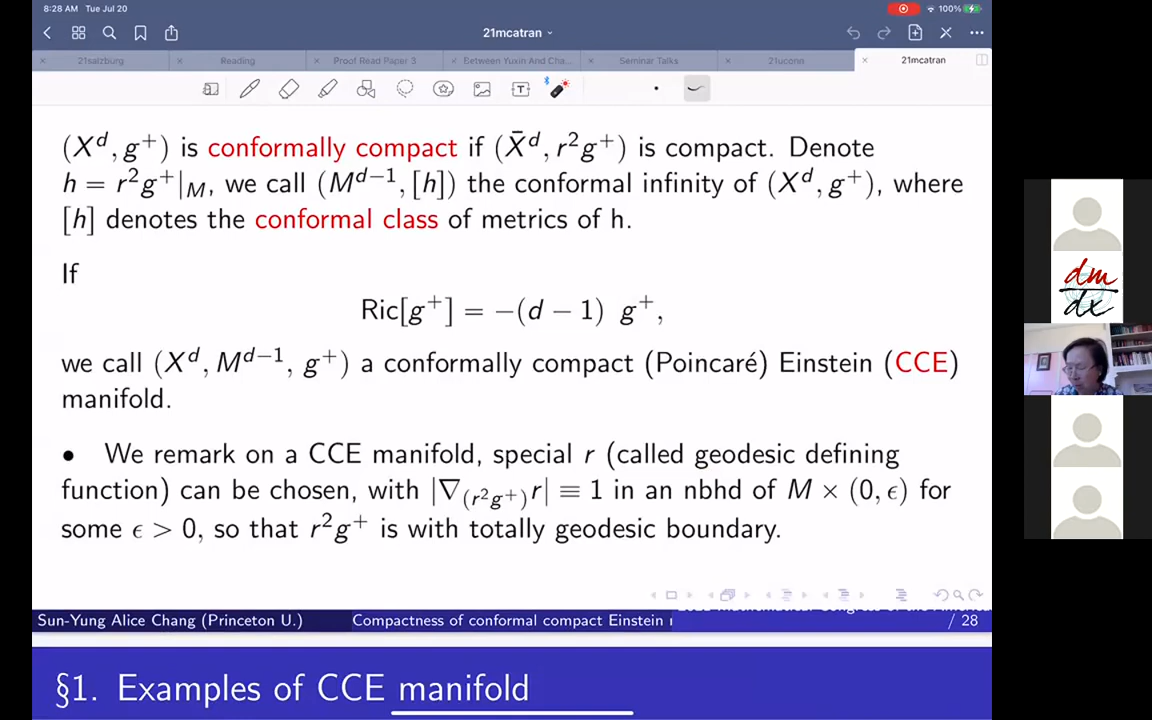 8:28 AM Tue Jul 20
100%
21mcatran
21salzburg
Reading
Proof Read Paper 3
Between Yuxin And Cha...
Seminar Talks
21uconn
21mcatran
(X^d, g^+) is conformally compact if (X̄^d, r^2g^+) is compact. Denote
h = r^2g^+|_M, we call (M^{d−1}, [h]) the conformal infinity of (X^d, g^+), where
[h] denotes the conformal class of metrics of h.
If
Ric[g^+] = −(d − 1) g^+,
we call (X^d, M^{d−1}, g^+) a conformally compact (Poincaré) Einstein (CCE)
manifold.
• We remark on a CCE manifold, special r (called geodesic defining
function) can be chosen, with |∇_{(r^2g^+)}r| ≡ 1 in an nbhd of M × (0, ϵ) for
some ϵ > 0, so that r^2g^+ is with totally geodesic boundary.
Sun-Yung Alice Chang (Princeton U.)
Compactness of conformal compact Einstein
/ 28
§1. Examples of CCE manifold
dm
dx